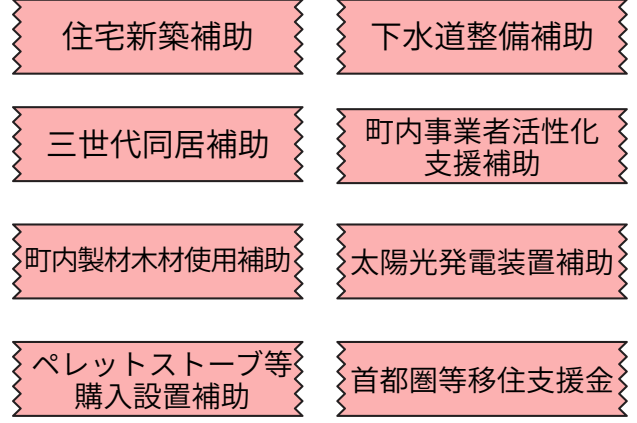 住宅新築補助
下水道整備補助
三世代同居補助
町内事業者活性化
支援補助
町内製材木材使用補助
太陽光発電装置補助
ペレットストーブ等
購入設置補助
首都圏等移住支援金